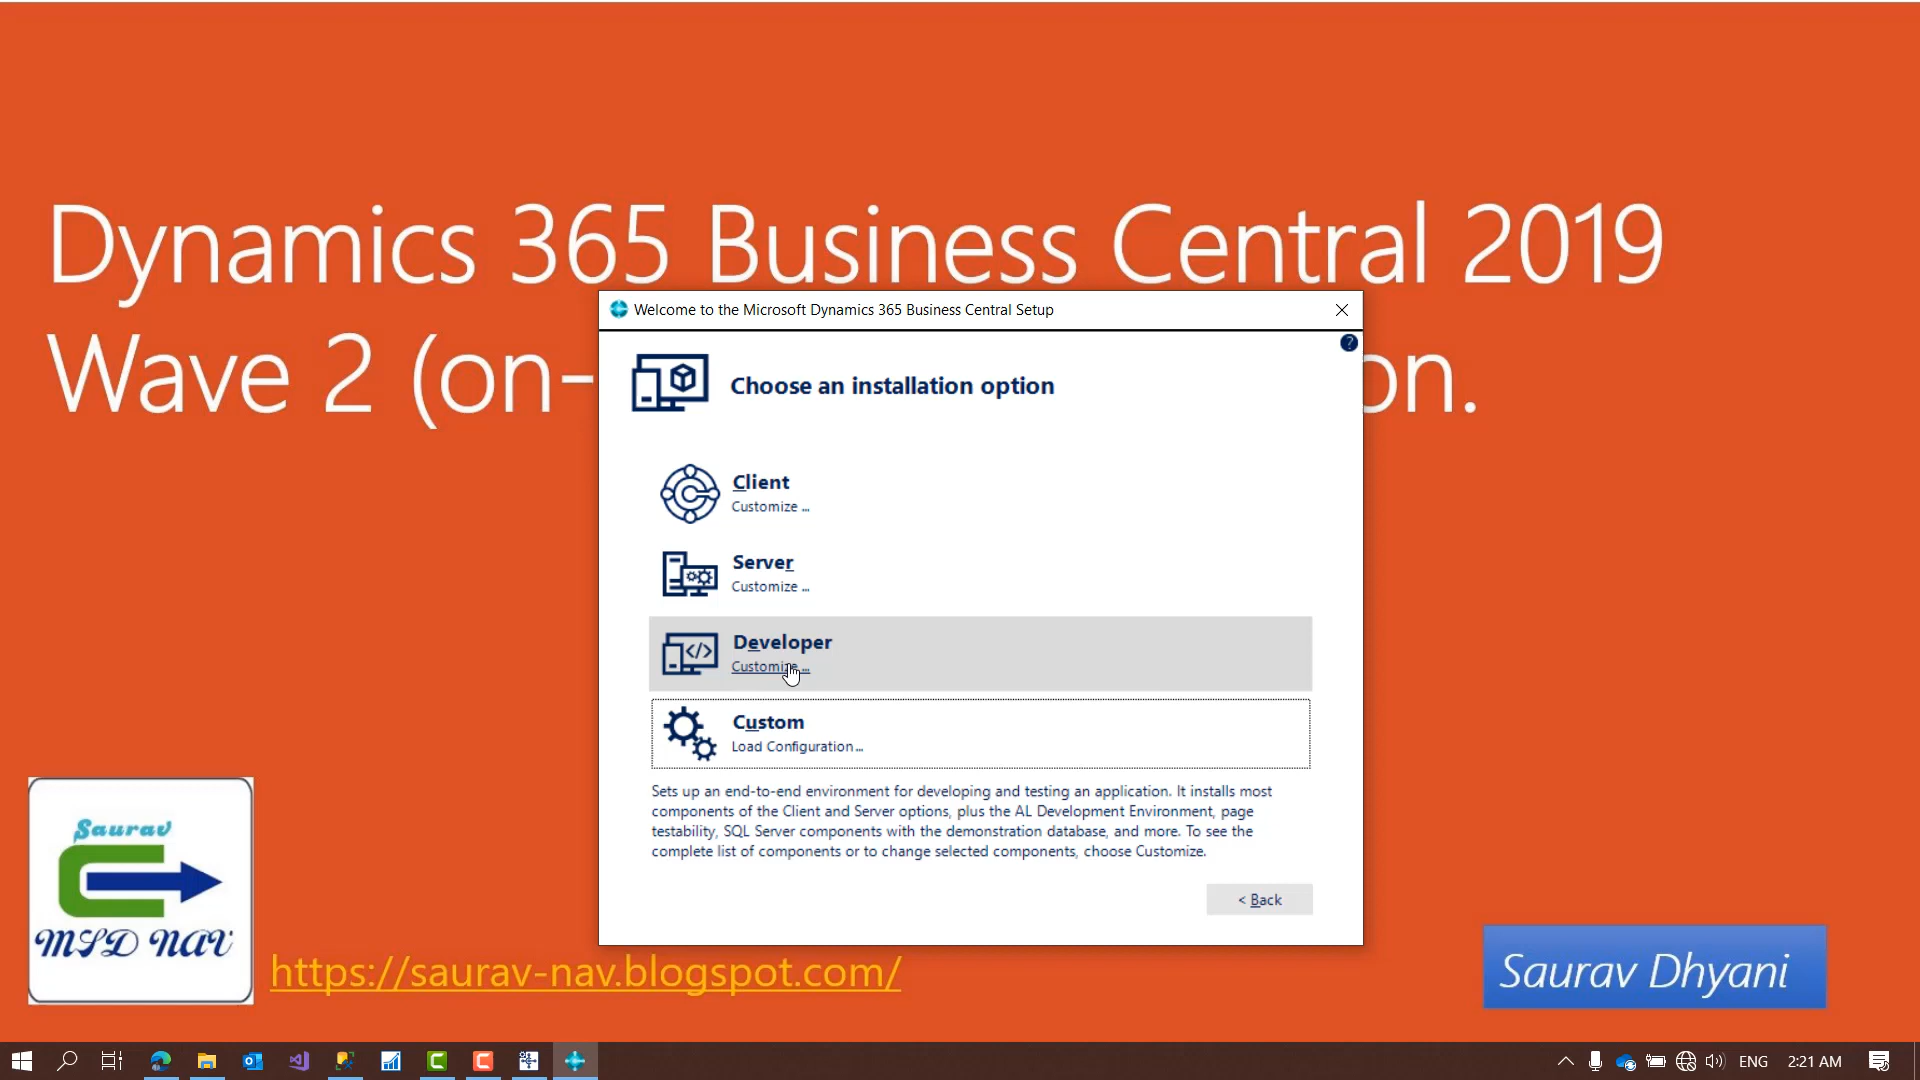 Dynamics 365 Business Central 2019
Wave 2 (on-
on.
Welcome to the Microsoft Dynamics 365 Business Central Setup
?
Choose an installation option
Client
Customize ...
Server
Customize ...
Developer
Customize ...
Custom
Load Configuration...
Sets up an end-to-end environment for developing and testing an application. It installs most
components of the Client and Server options, plus the AL Development Environment, page
testability, SQL Server components with the demonstration database, and more. To see the
complete list of components or to change selected components, choose Customize.
< Back
Saurav
MSD NAV
https://saurav-nav.blogspot.com/
Saurav Dhyani
ENG
2:21 AM